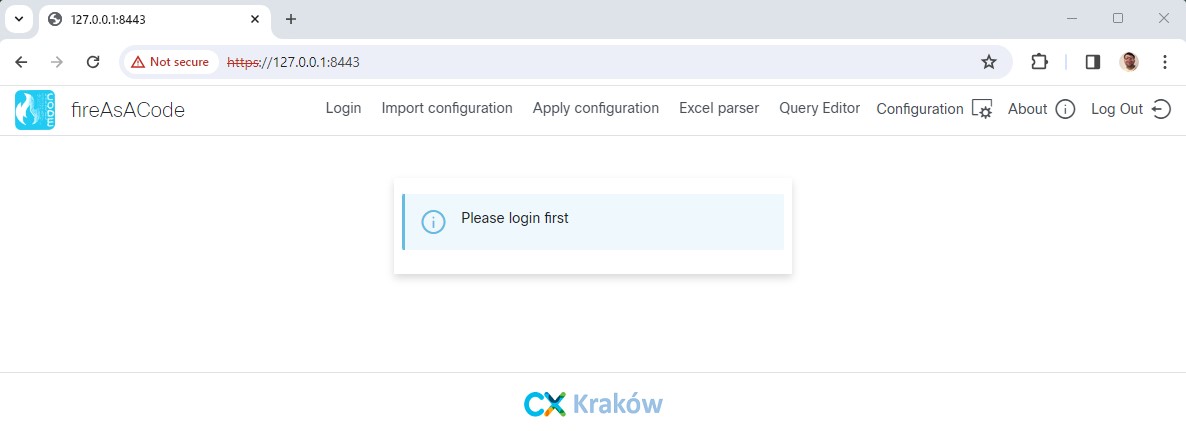 127.0.0.1:8443
Not secure https://127.0.0.1:8443
fireAsACode Login Import configuration Apply configuration Excel parser Query Editor Configuration About Log Out
Please login first
CX Kraków